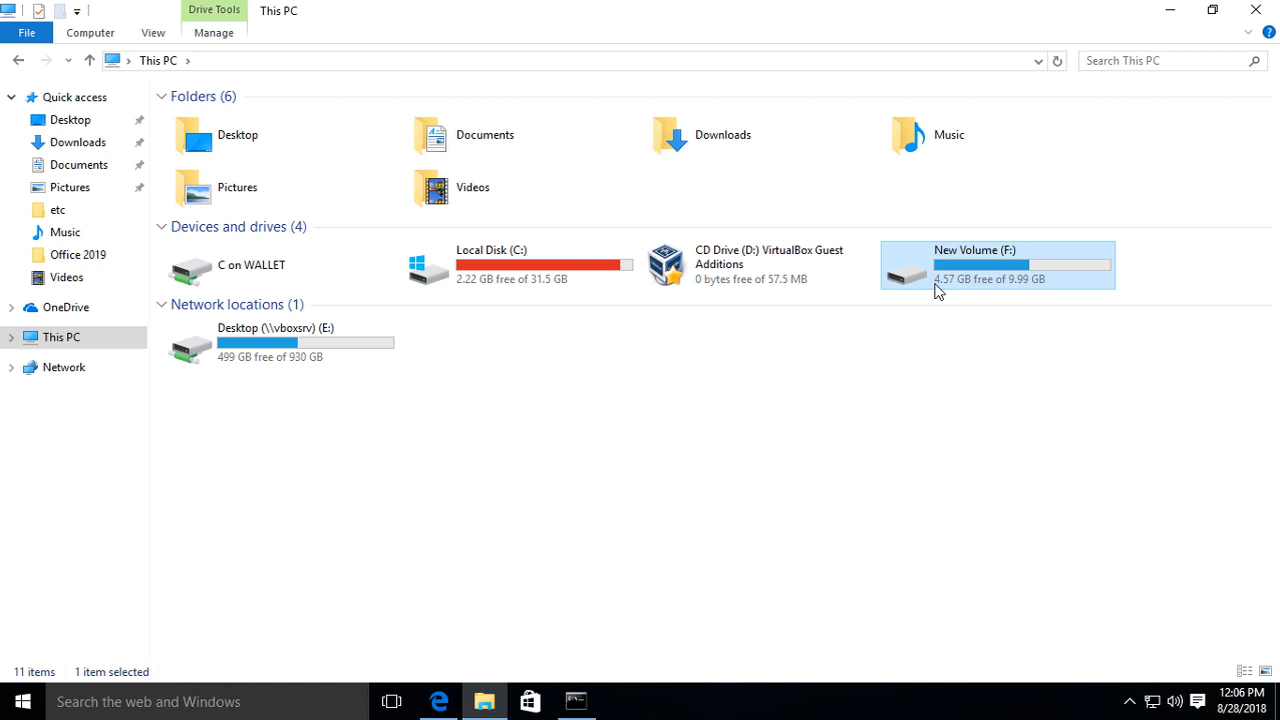 Drive Tools
This PC
File
Computer
View
Manage
This PC
Search This PC
Quick access
Desktop
Downloads
Documents
Pictures
etc
Music
Office 2019
Videos
OneDrive
This PC
Network
Folders (6)
Desktop
Documents
Downloads
Music
Pictures
Videos
Devices and drives (4)
C on WALLET
Local Disk (C:)
2.22 GB free of 31.5 GB
CD Drive (D:) VirtualBox Guest
Additions
0 bytes free of 57.5 MB
New Volume (F:)
4.57 GB free of 9.99 GB
Network locations (1)
Desktop (\\vboxsrv) (E:)
499 GB free of 930 GB
11 items
1 item selected
Search the web and Windows
12:06 PM
8/28/2018